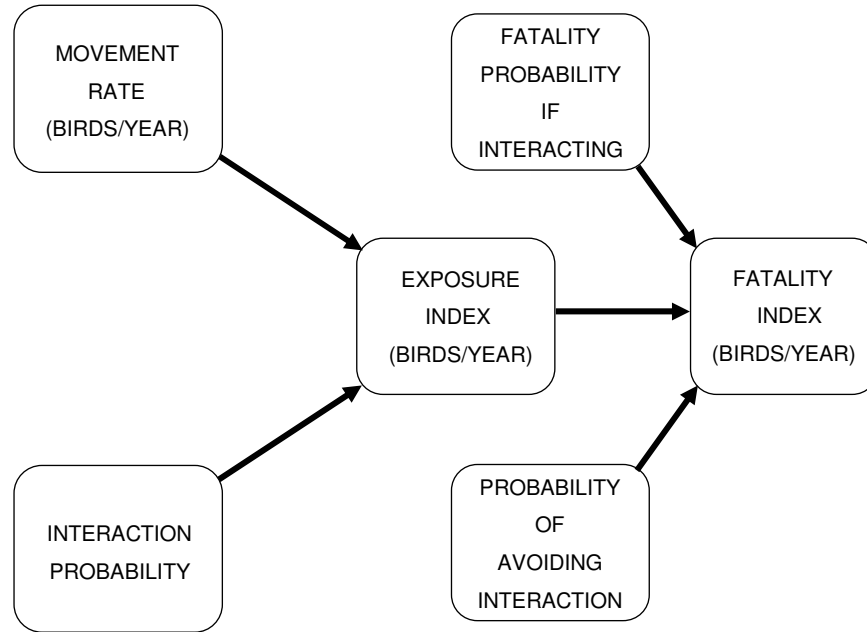 MOVEMENT
RATE
(BIRDS/YEAR)
FATALITY
PROBABILITY
IF
INTERACTING
EXPOSURE
INDEX
(BIRDS/YEAR)
FATALITY
INDEX
(BIRDS/YEAR)
INTERACTION
PROBABILITY
PROBABILITY
OF
AVOIDING
INTERACTION